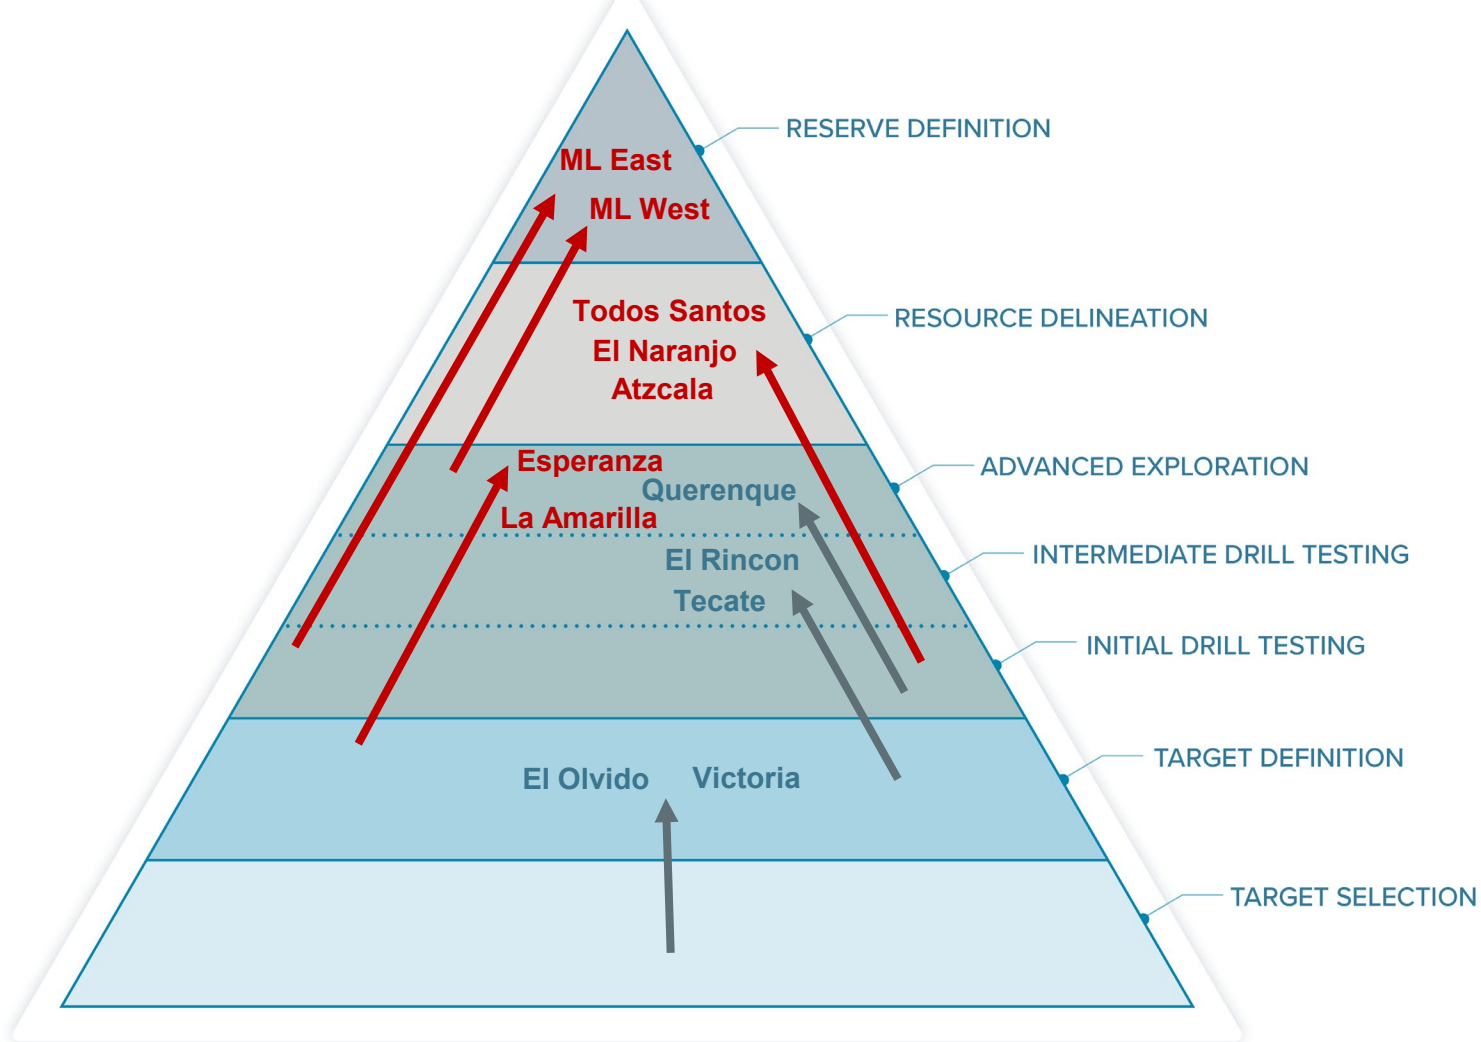 RESERVE DEFINITION
ML East
ML West
Todos Santos
RESOURCE DELINEATION
El Naranjo
Atzcala
Esperanza
ADVANCED EXPLORATION
Querenque
La Amarilla
INTERMEDIATE DRILL TESTING
El Rincon
Tecate
INITIAL DRILL TESTING
TARGET DEFINITION
El Olvido Victoria
TARGET SELECTION